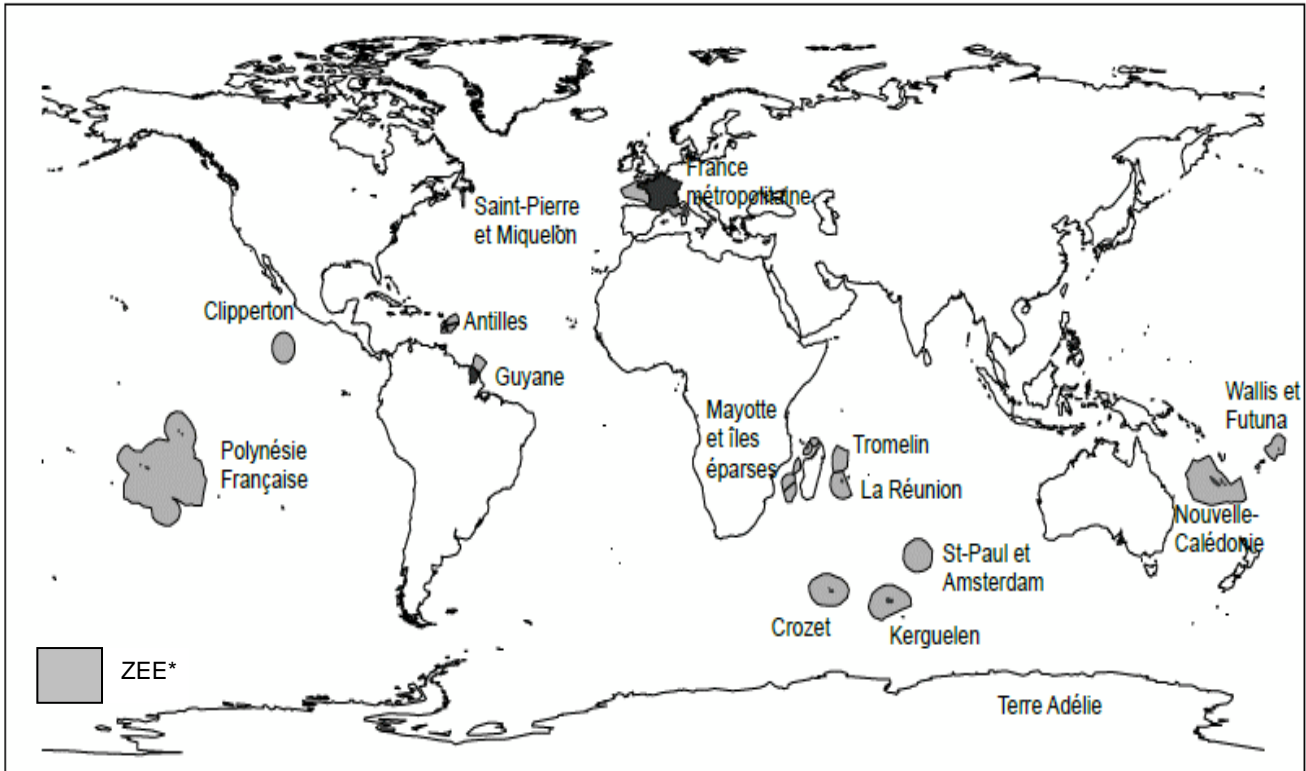 France
métropolitaine
Saint-Pierre
et Miquelon
Clipperton
Antilles
Guyane
Wallis et
Futuna
Mayotte
et îles
éparses
Tromelin
La Réunion
Polynésie
Française
Nouvelle-
Calédonie
St-Paul et
Amsterdam
Crozet
Kerguelen
ZEE*
Terre Adélie